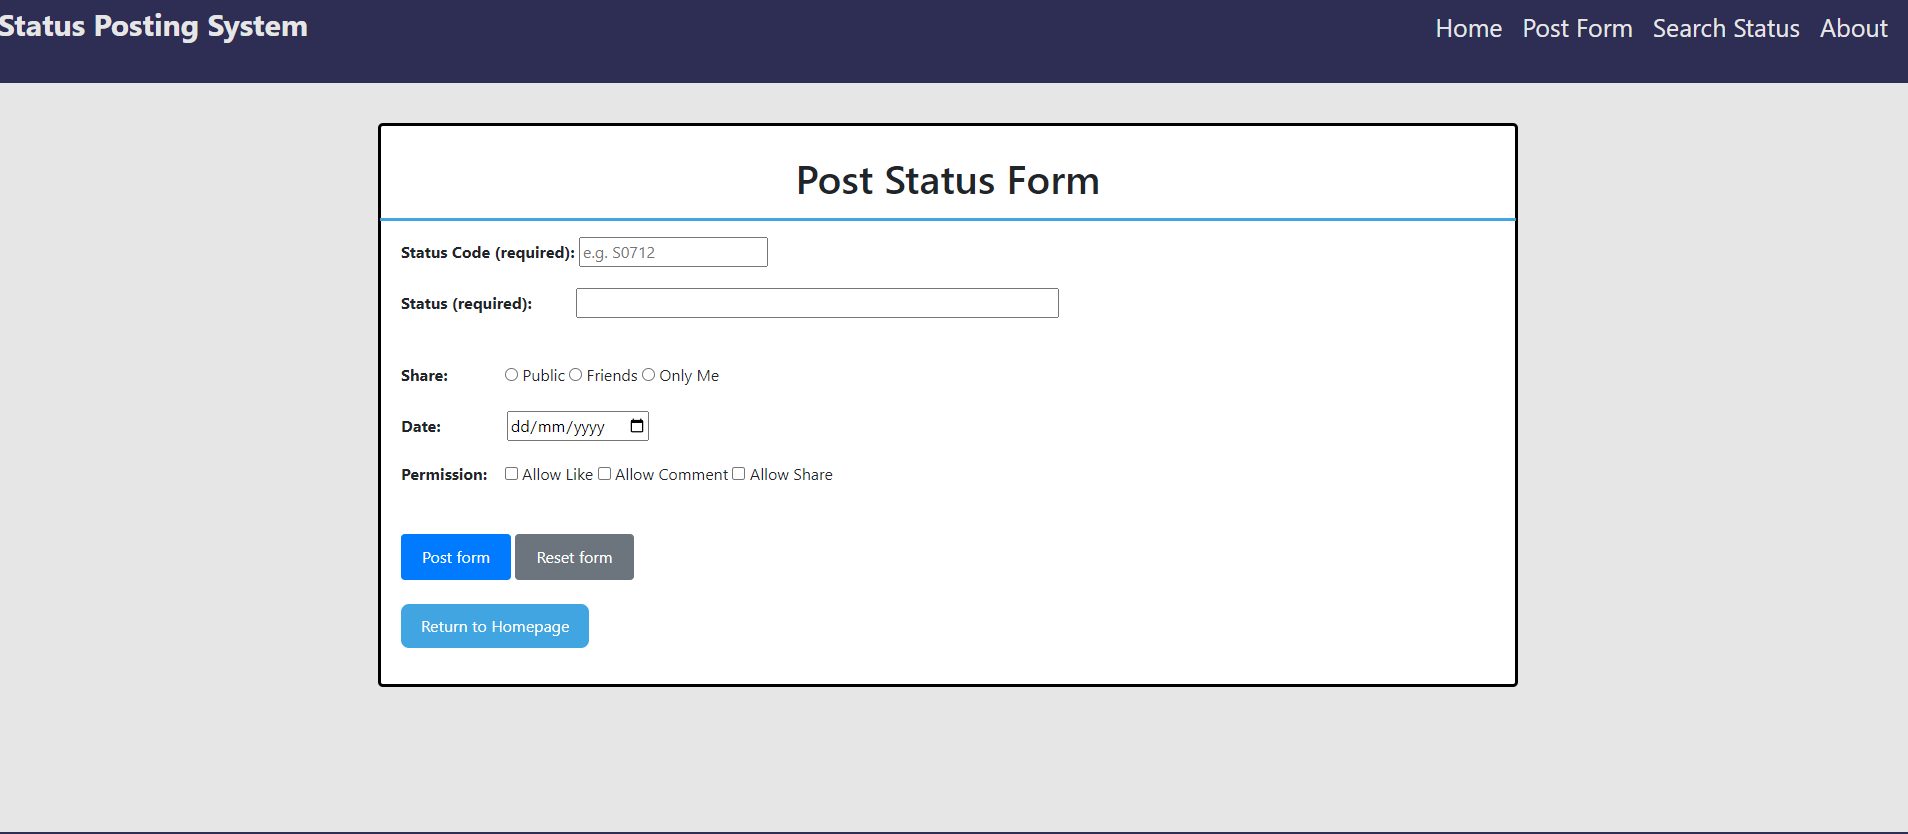 Status Posting System
Home Post Form Search Status About
Post Status Form
Status Code (required): e.g. S0712
Status (required):
Share: Public Friends Only Me
Date: dd/mm/yyyy
Permission: Allow Like Allow Comment Allow Share
Post form Reset form
Return to Homepage